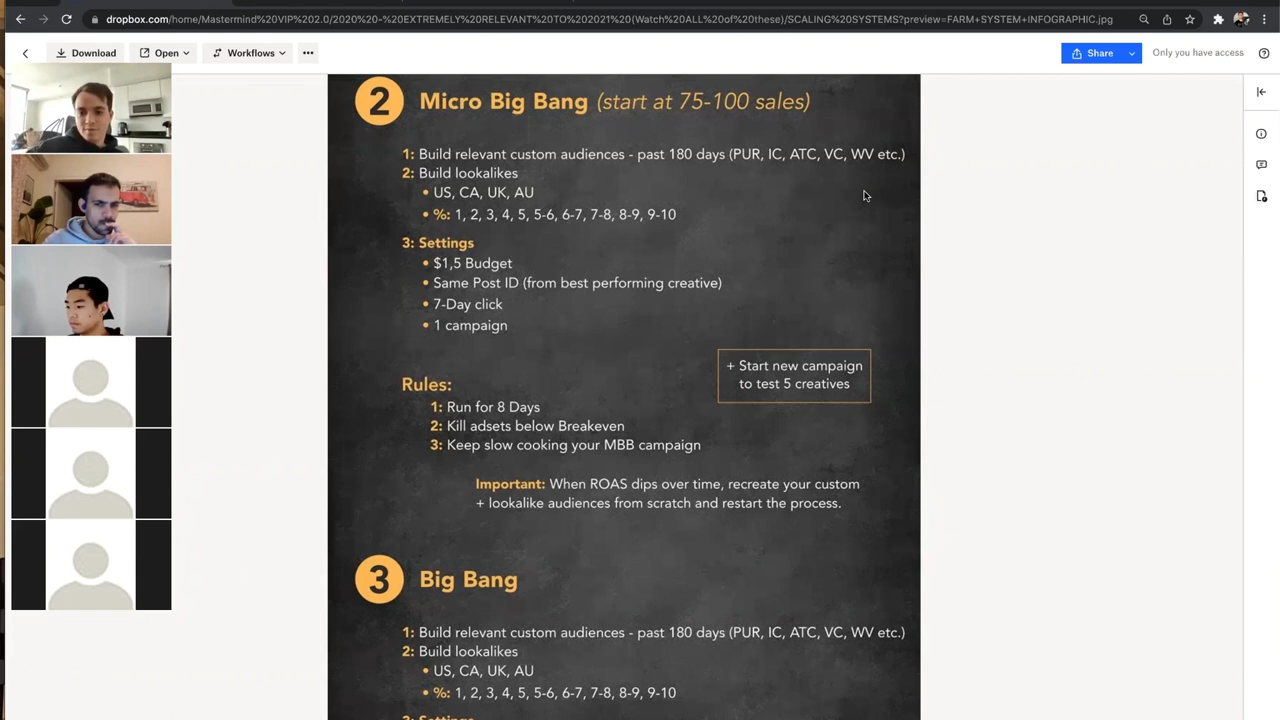 dropbox.com/home/Mastermind%20VIP%202.0/2020%20-%20EXTREMELY%20RELEVANT%20TO%202021%20(Watch%20ALL%20of%20these)/SCALING%20SYSTEMS?preview=FARM+SYSTEM+INFOGRAPHIC.jpg
Download Open Workflows Share Only you have access
2 Micro Big Bang (start at 75-100 sales)
1: Build relevant custom audiences - past 180 days (PUR, IC, ATC, VC, WV etc.)
2: Build lookalikes
• US, CA, UK, AU
• %: 1, 2, 3, 4, 5, 5-6, 6-7, 7-8, 8-9, 9-10
3: Settings
• $1,5 Budget
• Same Post ID (from best performing creative)
• 7-Day click
• 1 campaign
+ Start new campaign
to test 5 creatives
Rules:
1: Run for 8 Days
2: Kill adsets below Breakeven
3: Keep slow cooking your MBB campaign
Important: When ROAS dips over time, recreate your custom
+ lookalike audiences from scratch and restart the process.
3 Big Bang
1: Build relevant custom audiences - past 180 days (PUR, IC, ATC, VC, WV etc.)
2: Build lookalikes
• US, CA, UK, AU
• %: 1, 2, 3, 4, 5, 5-6, 6-7, 7-8, 8-9, 9-10